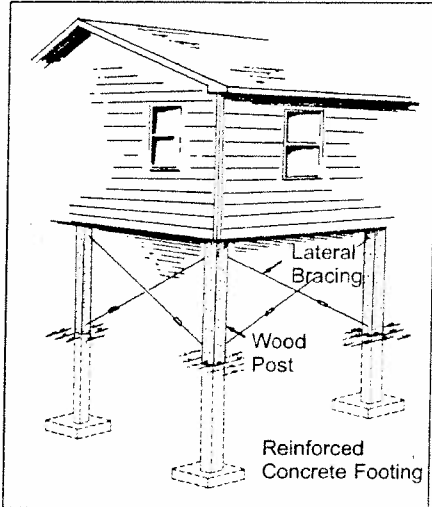 Lateral
Bracing
Wood
Post
Reinforced
Concrete Footing